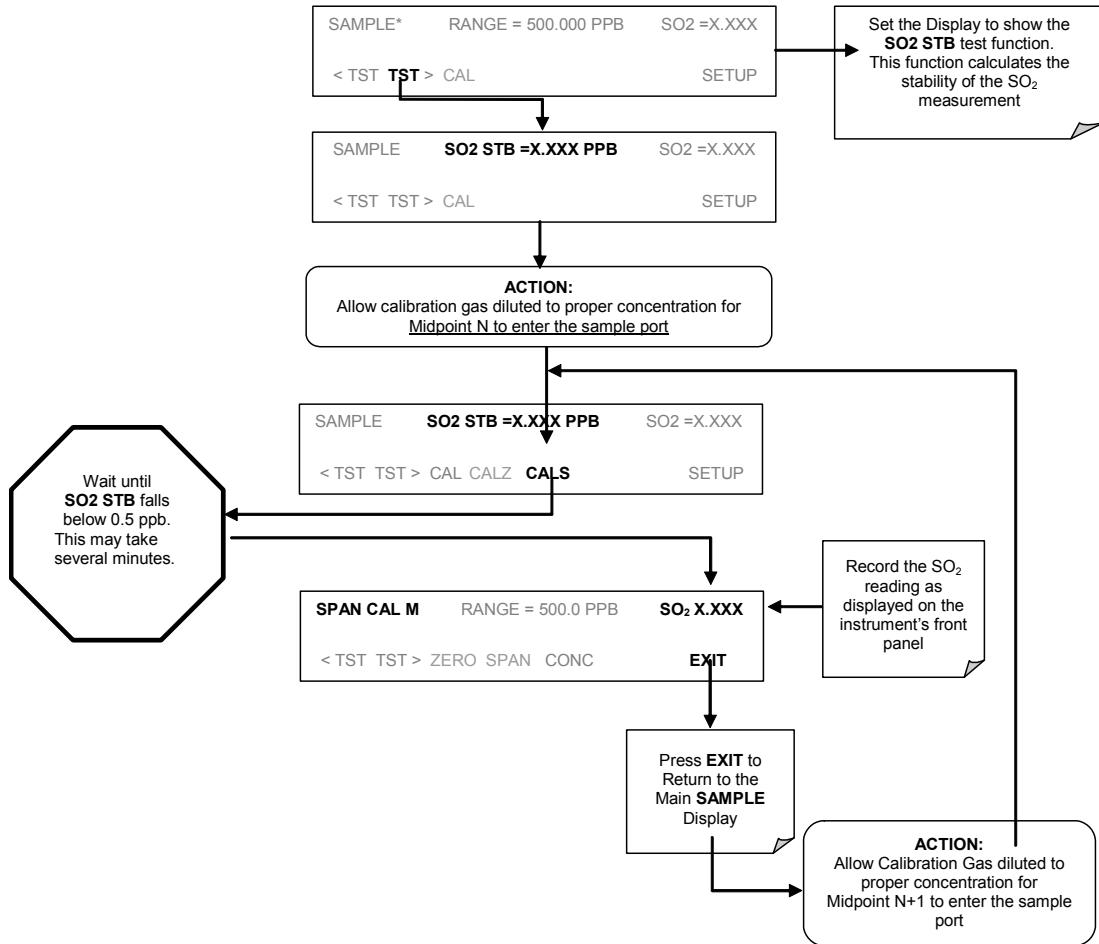 SAMPLE* RANGE = 500.000 PPB SO2 =X.XXX
< TST TST > CAL SETUP
Set the Display to show the
SO2 STB test function.
This function calculates the
stability of the SO2
measurement
SAMPLE SO2 STB =X.XXX PPB SO2 =X.XXX
< TST TST > CAL SETUP
ACTION:
Allow calibration gas diluted to proper concentration for
Midpoint N to enter the sample port
SAMPLE SO2 STB =X.XXX PPB SO2 =X.XXX
< TST TST > CAL CALZ CALS SETUP
Wait until
SO2 STB falls
below 0.5 ppb.
This may take
several minutes.
SPAN CAL M RANGE = 500.0 PPB SO2 X.XXX
< TST TST > ZERO SPAN CONC EXIT
Record the SO2
reading as
displayed on the
instrument's front
panel
Press EXIT to
Return to the
Main SAMPLE
Display
ACTION:
Allow Calibration Gas diluted to
proper concentration for
Midpoint N+1 to enter the sample
port